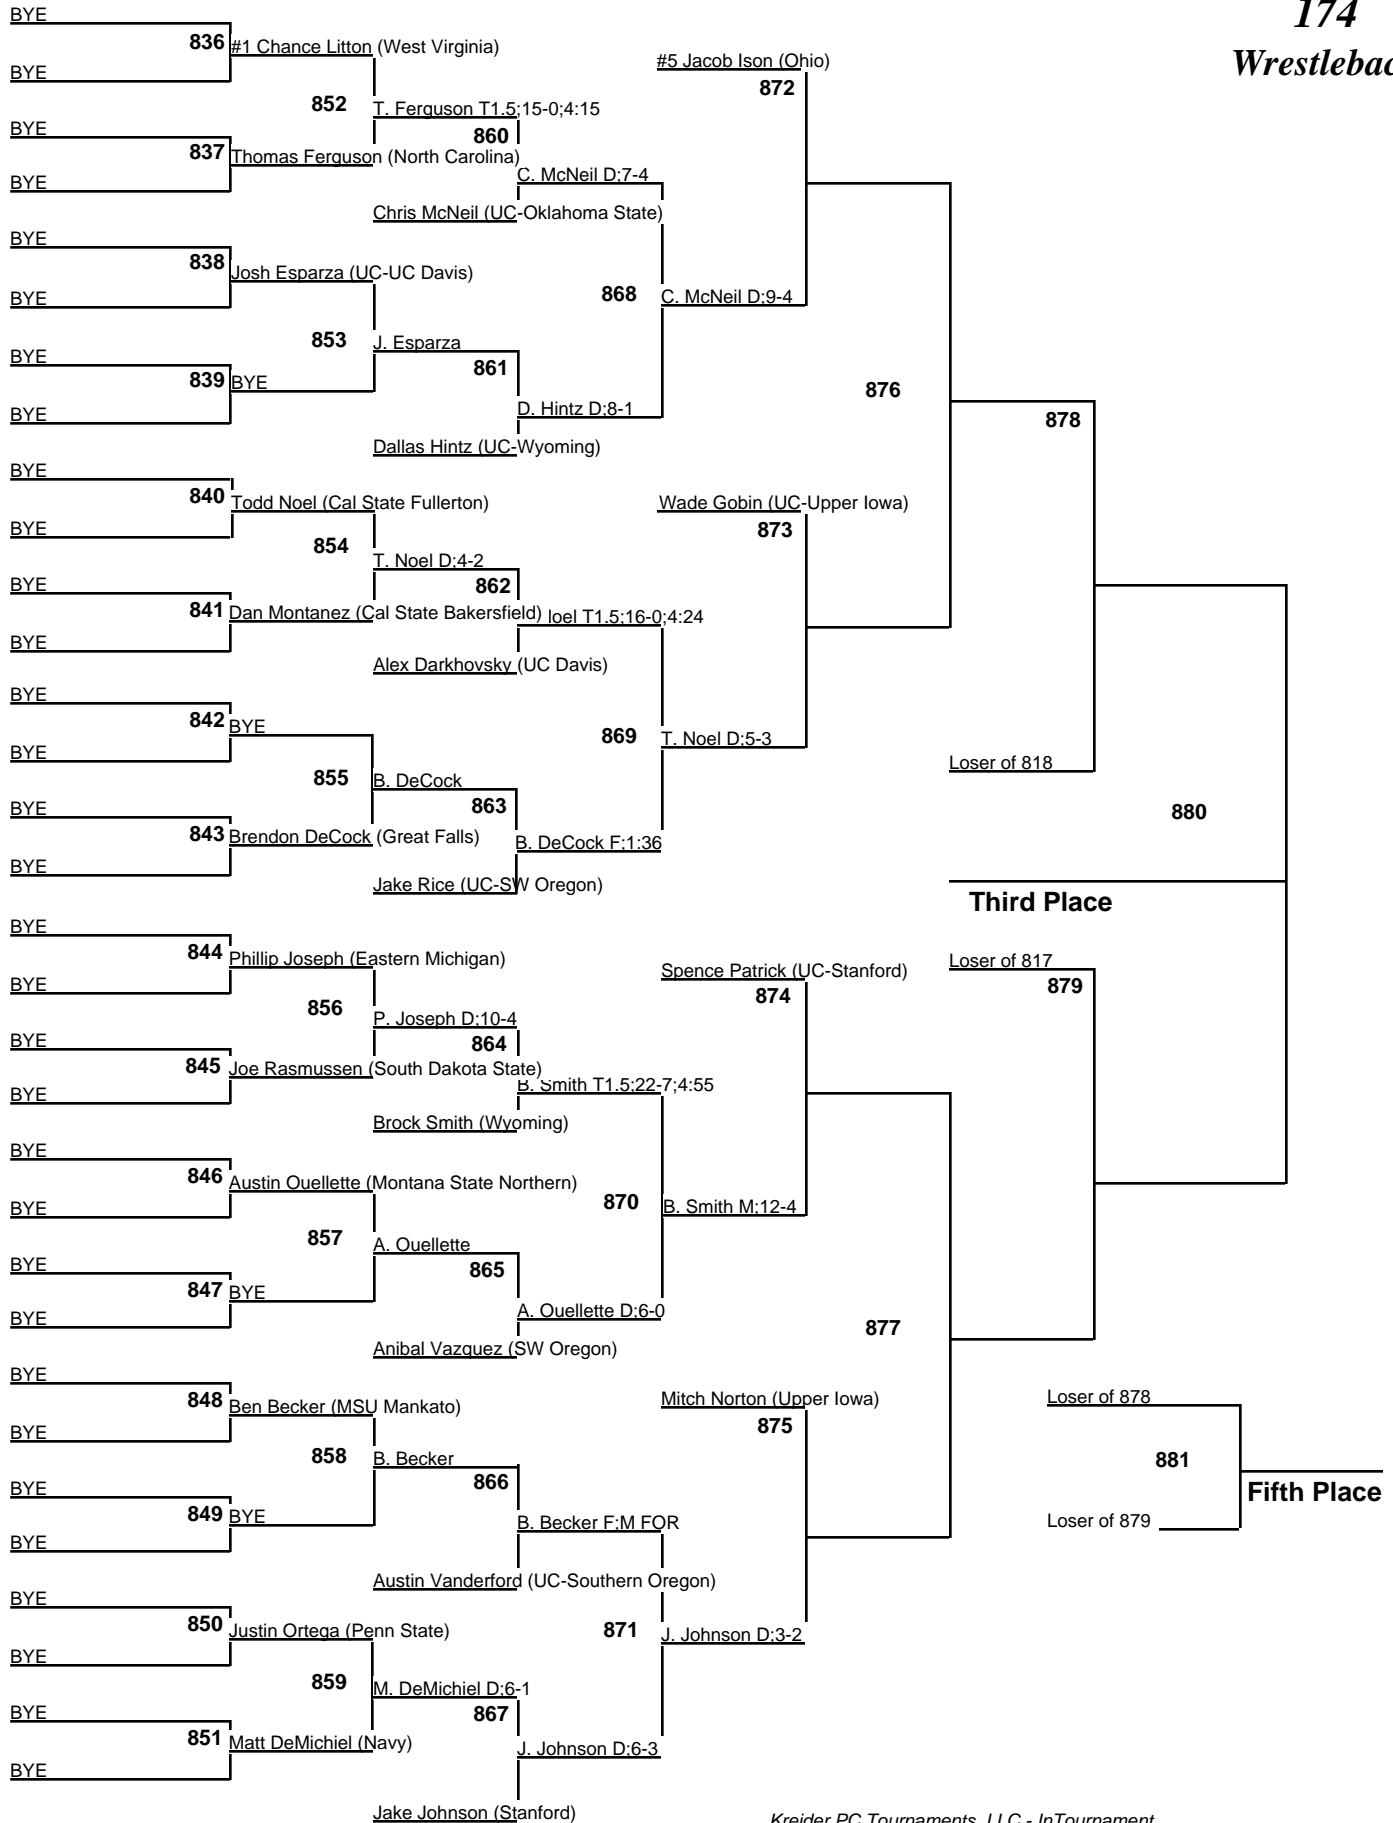 174
Wrestlebac
BYE
836 #1 Chance Litton (West Virginia)
#5 Jacob Ison (Ohio)
BYE
872
852 T. Ferguson T1.5;15-0;4:15
BYE
860
837 Thomas Ferguson (North Carolina)
BYE
C. McNeil D;7-4
Chris McNeil (UC-Oklahoma State)
BYE
838 Josh Esparza (UC-UC Davis)
BYE
868 C. McNeil D;9-4
853 J. Esparza
BYE
861
839 BYE
876
BYE
D. Hintz D;8-1
878
Dallas Hintz (UC-Wyoming)
BYE
840 Todd Noel (Cal State Fullerton)
Wade Gobin (UC-Upper Iowa)
BYE
873
854 T. Noel D;4-2
BYE
862
841 Dan Montanez (Cal State Bakersfield) loel T1.5;16-0;4:24
BYE
Alex Darkhovsky (UC Davis)
BYE
842 BYE
869 T. Noel D;5-3
BYE
Loser of 818
855 B. DeCock
BYE
863
880
843 Brendon DeCock (Great Falls)
B. DeCock F;1:36
BYE
Jake Rice (UC-SW Oregon)
Third Place
BYE
844 Phillip Joseph (Eastern Michigan)
Spence Patrick (UC-Stanford)
Loser of 817
BYE
874
879
856 P. Joseph D;10-4
BYE
864
845 Joe Rasmussen (South Dakota State)
BYE
B. Smith T1.5;22-7;4:55
Brock Smith (Wyoming)
BYE
846 Austin Ouellette (Montana State Northern)
BYE
870 B. Smith M;12-4
857 A. Ouellette
BYE
865
847 BYE
BYE
A. Ouellette D;6-0
877
Anibal Vazquez (SW Oregon)
BYE
848 Ben Becker (MSU Mankato)
Mitch Norton (Upper Iowa)
Loser of 878
BYE
875
858 B. Becker
881
BYE
866
Fifth Place
849 BYE
B. Becker F;M FOR
Loser of 879
BYE
Austin Vanderford (UC-Southern Oregon)
BYE
850 Justin Ortega (Penn State)
871 J. Johnson D;3-2
BYE
859 M. DeMichiel D;6-1
BYE
867
851 Matt DeMichiel (Navy)
J. Johnson D;6-3
BYE
Jake Johnson (Stanford)
Kreider PC Tournaments, LLC - InTournament